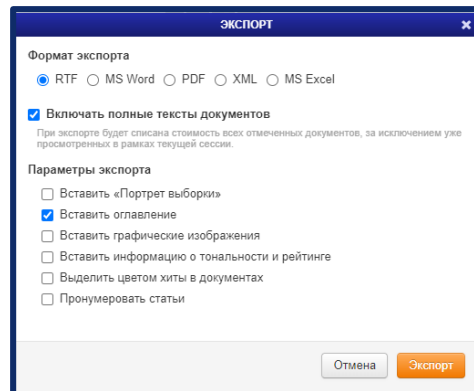 ЭКСПОРТ
Формат экспорта
RTF MS Word PDF XML MS Excel
Включать полные тексты документов
При экспорте будет списана стоимость всех отмеченных документов, за исключением уже
просмотренных в рамках текущей сессии.
Параметры экспорта
Вставить «Портрет выборки»
Вставить оглавление
Вставить графические изображения
Вставить информацию о тональности и рейтинге
Выделить цветом хиты в документах
Пронумеровать статьи
Отмена Экспорт